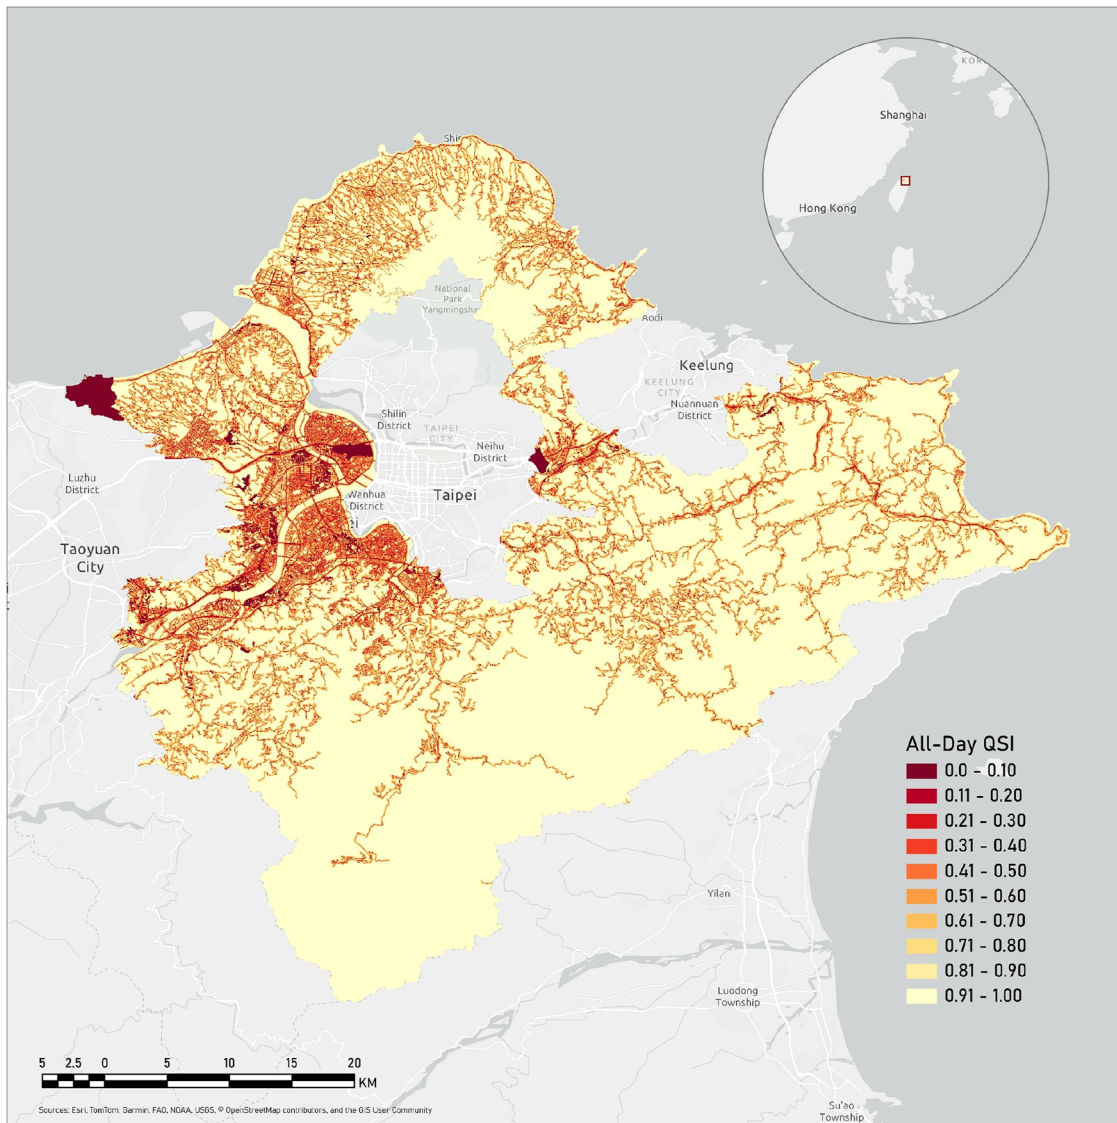 KOR
Shanghai
Hong Kong
Shi
National
Park
Yangmingsha
Aodi
Keelung
KEELUNG
CITY
Nuannuan
District
Shilin
District
TAIPEI
CITY
Neihu
District
Luzhu
District
Wanhua
District
Taipei
ei
Taoyuan
City
All-Day QSI
0.0 - 0.10
0.11 - 0.20
0.21 - 0.30
0.31 - 0.40
0.41 - 0.50
0.51 - 0.60
0.61 - 0.70
0.71 - 0.80
0.81 - 0.90
0.91 - 1.00
Yilan
Luodong
Township
5 2.5 0 5 10 15 20
KM
Su'ao
Township
Sources: Esri, TomTom, Garmin, FAO, NOAA, USGS, © OpenStreetMap contributors, and the GIS User Community